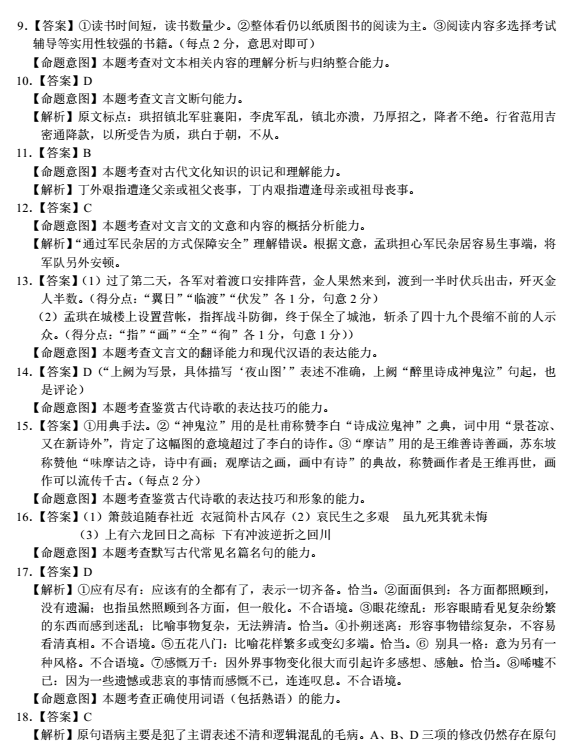 9.【答案】①读书时间短，读书数量少。②整体看仍以纸质图书的阅读为主。③阅读内容多选择考试
辅导等实用性较强的书籍。（每点 2 分，意思对即可）
【命题意图】本题考查对文本相关内容的理解分析与归纳整合能力。
10.【答案】D
【命题意图】本题考查文言文断句能力。
【解析】原文标点：珙招镇北军驻襄阳，李虎军乱，镇北亦溃，乃厚招之，降者不绝。行省范用吉
密通降款，以所受告为质，珙白于朝，不从。
11.【答案】B
【命题意图】本题考查对古代文化知识的识记和理解能力。
【解析】丁外艰指遭逢父亲或祖父丧事，丁内艰指遭逢母亲或祖母丧事。
12.【答案】C
【命题意图】本题考查对文言文的文意和内容的概括分析能力。
【解析】“通过军民杂居的方式保障安全”理解错误。根据文意，孟珙担心军民杂居容易生事端，将
军队另外安顿。
13.【答案】（1）过了第二天，各军对着渡口安排阵营，金人果然来到，渡到一半时伏兵出击，歼灭金
人半数。（得分点：“翼日”“临渡”“伏发”各 1 分，句意 2 分）
（2）孟珙在城楼上设置营帐，指挥战斗防御，终于保全了城池，斩杀了四十九个畏缩不前的人示
众。（得分点：“指”“画”“全”“徇”各 1 分，句意 1 分））
【命题意图】本题考查文言文的翻译能力和现代汉语的表达能力。
14.【答案】D（“上阙为写景，具体描写‘夜山图’”表述不准确，上阙“醉里诗成神鬼泣”句起，也
是评论）
【命题意图】本题考查鉴赏古代诗歌的表达技巧的能力。
15.【答案】①用典手法。②“神鬼泣”用的是杜甫称赞李白“诗成泣鬼神”之典，词中用“景苍凉、
又在新诗外”，肯定了这幅图的意境超过了李白的诗作。③“摩诘”用的是王维善诗善画，苏东坡
称赞他“味摩诘之诗，诗中有画；观摩诘之画，画中有诗”的典故，称赞画作者是王维再世，画
作可以流传千古。（每点 2 分）
【命题意图】本题考查鉴赏古代诗歌的表达技巧和形象的能力。
16.【答案】（1）箫鼓追随春社近 衣冠简朴古风存（2）哀民生之多艰 虽九死其犹未悔
（3）上有六龙回日之高标 下有冲波逆折之回川
【命题意图】本题考查默写古代常见名篇名句的能力。
17.【答案】D
【解析】①应有尽有：应该有的全都有了，表示一切齐备。恰当。②面面俱到：各方面都照顾到，
没有遗漏；也指虽然照顾到各方面，但一般化。不合语境。③眼花缭乱：形容眼睛看见复杂纷繁
的东西而感到迷乱；比喻事物复杂，无法辨清。恰当。④扑朔迷离：形容事物错综复杂，不容易
看清真相。不合语境。⑤五花八门：比喻花样繁多或变幻多端。恰当。⑥ 别具一格：意为另有一
种风格。不合语境。⑦感慨万千：因外界事物变化很大而引起许多感想、感触。恰当。⑧唏嘘不
已：因为一些遗憾或悲哀的事情而感慨不已，连连叹息。不合语境。
【命题意图】本题考查正确使用词语（包括熟语）的能力。
18.【答案】C
【解析】原句语病主要是犯了主谓表述不清和逻辑混乱的毛病。A、B、D 三项的修改仍然存在原句